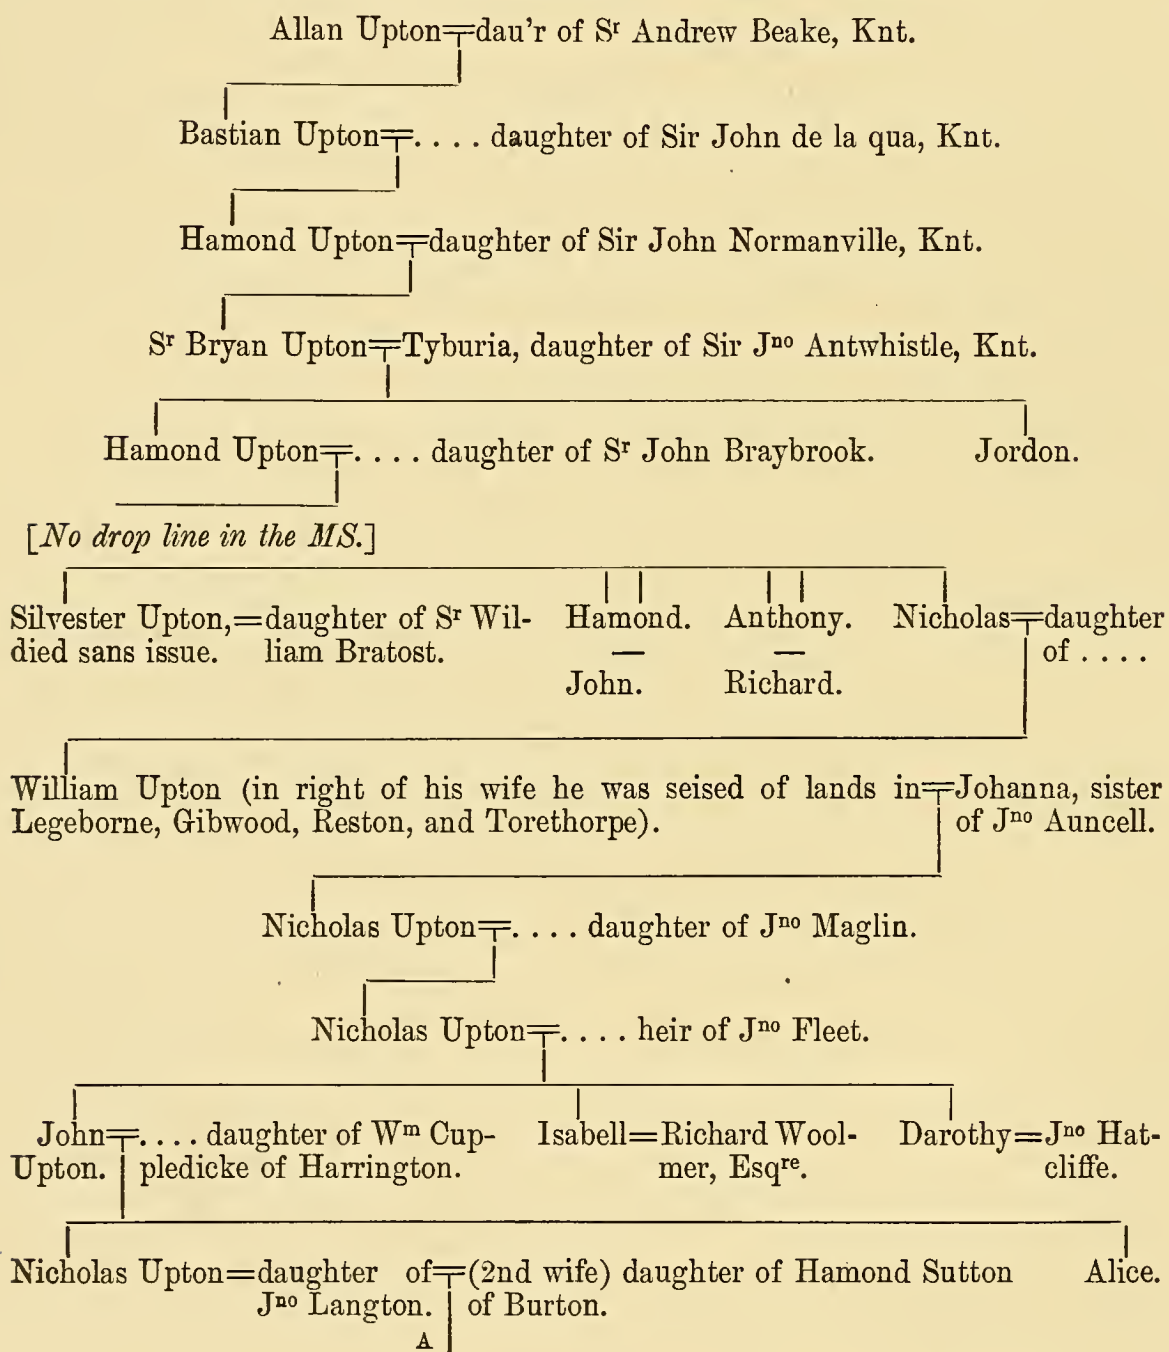 Allan Upton=dau'r of Sʳ Andrew Beake, Knt.
Bastian Upton=. . . . daughter of Sir John de la qua, Knt.
Hamond Upton=daughter of Sir John Normanville, Knt.
Sʳ Bryan Upton=Tyburia, daughter of Sir Jⁿᵒ Antwhistle, Knt.
Hamond Upton=. . . . daughter of Sʳ John Braybrook. Jordon.
[No drop line in the MS.]
Silvester Upton,=daughter of Sʳ Wil- Hamond. Anthony. Nicholas=daughter
died sans issue. liam Bratost. — — of . . . .
John. Richard.
William Upton (in right of his wife he was seised of lands in=Johanna, sister
Legeborne, Gibwood, Reston, and Torethorpe). of Jⁿᵒ Auncell.
Nicholas Upton=. . . . daughter of Jⁿᵒ Maglin.
Nicholas Upton=. . . . heir of Jⁿᵒ Fleet.
John=. . . . daughter of Wᵐ Cup- Isabell=Richard Wool- Darothy=Jⁿᵒ Hat-
Upton. pledicke of Harrington. mer, Esqʳᵉ. cliffe.
Nicholas Upton=daughter of=(2nd wife) daughter of Hamond Sutton Alice.
Jⁿᵒ Langton. of Burton.
A